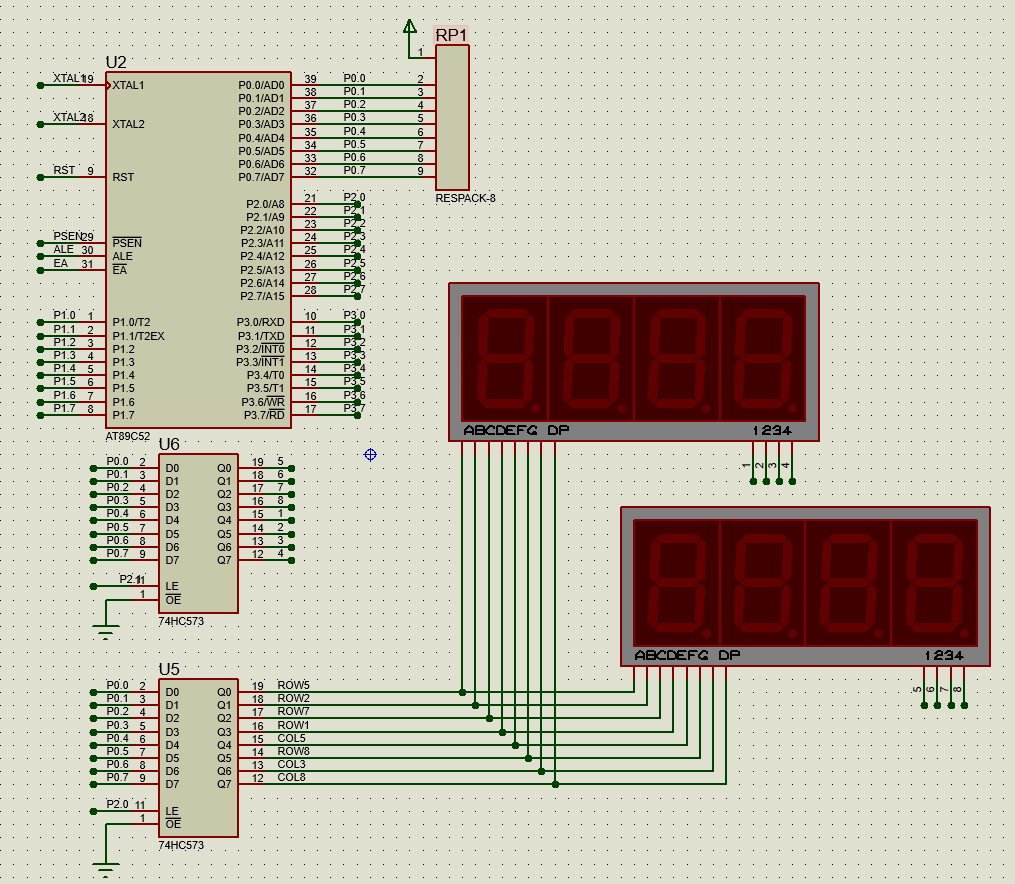 RP1
1
U2
XTAL1 19 XTAL1 P0.0/AD0 39 P0.0 2
P0.1/AD1 38 P0.1 3
P0.2/AD2 37 P0.2 4
XTAL2 18 XTAL2 P0.3/AD3 36 P0.3 5
P0.4/AD4 35 P0.4 6
P0.5/AD5 34 P0.5 7
P0.6/AD6 33 P0.6 8
RST 9 RST P0.7/AD7 32 P0.7 9
RESPACK-8
P2.0/A8 21 P2.0
P2.1/A9 22 P2.1
P2.2/A10 23 P2.2
PSEN 29 PSEN P2.3/A11 24 P2.3
ALE 30 ALE P2.4/A12 25 P2.4
EA 31 EA P2.5/A13 26 P2.5
P2.6/A14 27 P2.6
P2.7/A15 28 P2.7
P1.0 1 P1.0/T2 P3.0/RXD 10 P3.0
P1.1 2 P1.1/T2EX P3.1/TXD 11 P3.1
P1.2 3 P1.2 P3.2/INT0 12 P3.2
P1.3 4 P1.3 P3.3/INT1 13 P3.3
P1.4 5 P1.4 P3.4/T0 14 P3.4
P1.5 6 P1.5 P3.5/T1 15 P3.5
P1.6 7 P1.6 P3.6/WR 16 P3.6
P1.7 8 P1.7 P3.7/RD 17 P3.7
AT89C52
ABCDEFG DP 1234
1 2 3 4
U6
P0.0 2 D0 Q0 19 5
P0.1 3 D1 Q1 18 6
P0.2 4 D2 Q2 17 7
P0.3 5 D3 Q3 16 8
P0.4 6 D4 Q4 15 1
P0.5 7 D5 Q5 14 2
P0.6 8 D6 Q6 13 3
P0.7 9 D7 Q7 12 4
P2.1 11 LE
1 OE
74HC573
ABCDEFG DP 1234
5 6 7 8
U5
P0.0 2 D0 Q0 19 ROW5
P0.1 3 D1 Q1 18 ROW2
P0.2 4 D2 Q2 17 ROW7
P0.3 5 D3 Q3 16 ROW1
P0.4 6 D4 Q4 15 COL5
P0.5 7 D5 Q5 14 ROW8
P0.6 8 D6 Q6 13 COL3
P0.7 9 D7 Q7 12 COL8
P2.0 11 LE
1 OE
74HC573